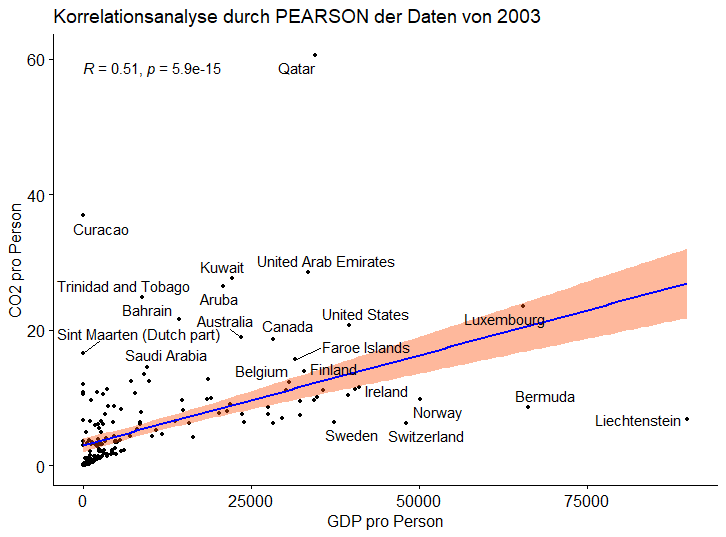 Korrelationsanalyse durch PEARSON der Daten von 2003
R = 0.51, p = 5.9e-15
Qatar
Curacao
Kuwait
United Arab Emirates
Trinidad and Tobago
Aruba
Bahrain
United States
Luxembourg
Australia
Canada
Sint Maarten (Dutch part)
Faroe Islands
Saudi Arabia
Belgium
Finland
Ireland
Bermuda
Norway
Liechtenstein
Sweden
Switzerland
CO2 pro Person
60
40
20
0
0
25000
50000
75000
GDP pro Person